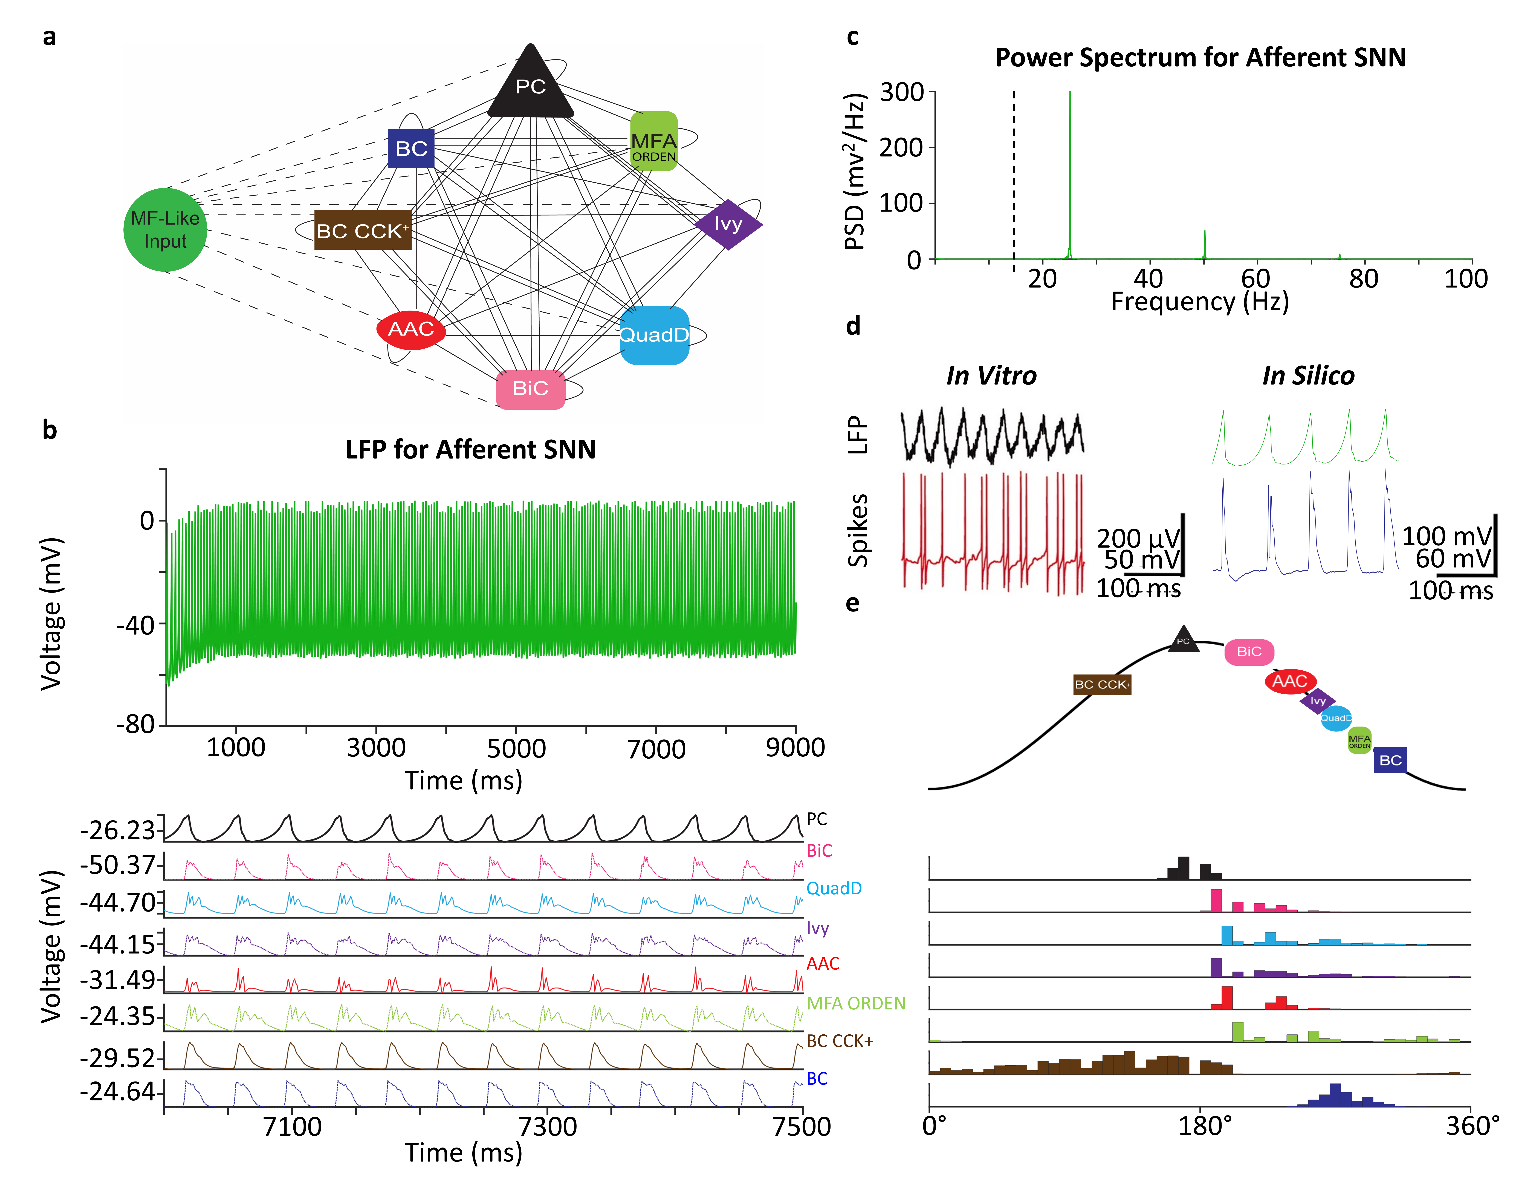 a
PC
BC
MFA
ORDEN
MF-Like
Input
BC CCK+
Ivy
AAC
QuadD
BiC
b
LFP for Afferent SNN
Voltage (mV)
0
-40
-80
1000
3000
5000
7000
9000
Time (ms)
Voltage (mV)
-26.23
PC
-50.37
BiC
-44.70
QuadD
-44.15
Ivy
-31.49
AAC
-24.35
MFA ORDEN
-29.52
BC CCK+
-24.64
BC
7100
7300
7500
Time (ms)
c
Power Spectrum for Afferent SNN
PSD (mv²/Hz)
300
200
100
0
20
40
60
80
100
Frequency (Hz)
d
In Vitro
In Silico
LFP
Spikes
200 µV
50 mV
100 ms
100 mV
60 mV
100 ms
e
PC
BiC
BC CCK+
AAC
Ivy
QuadD
MFA
ORDEN
BC
0°
180°
360°